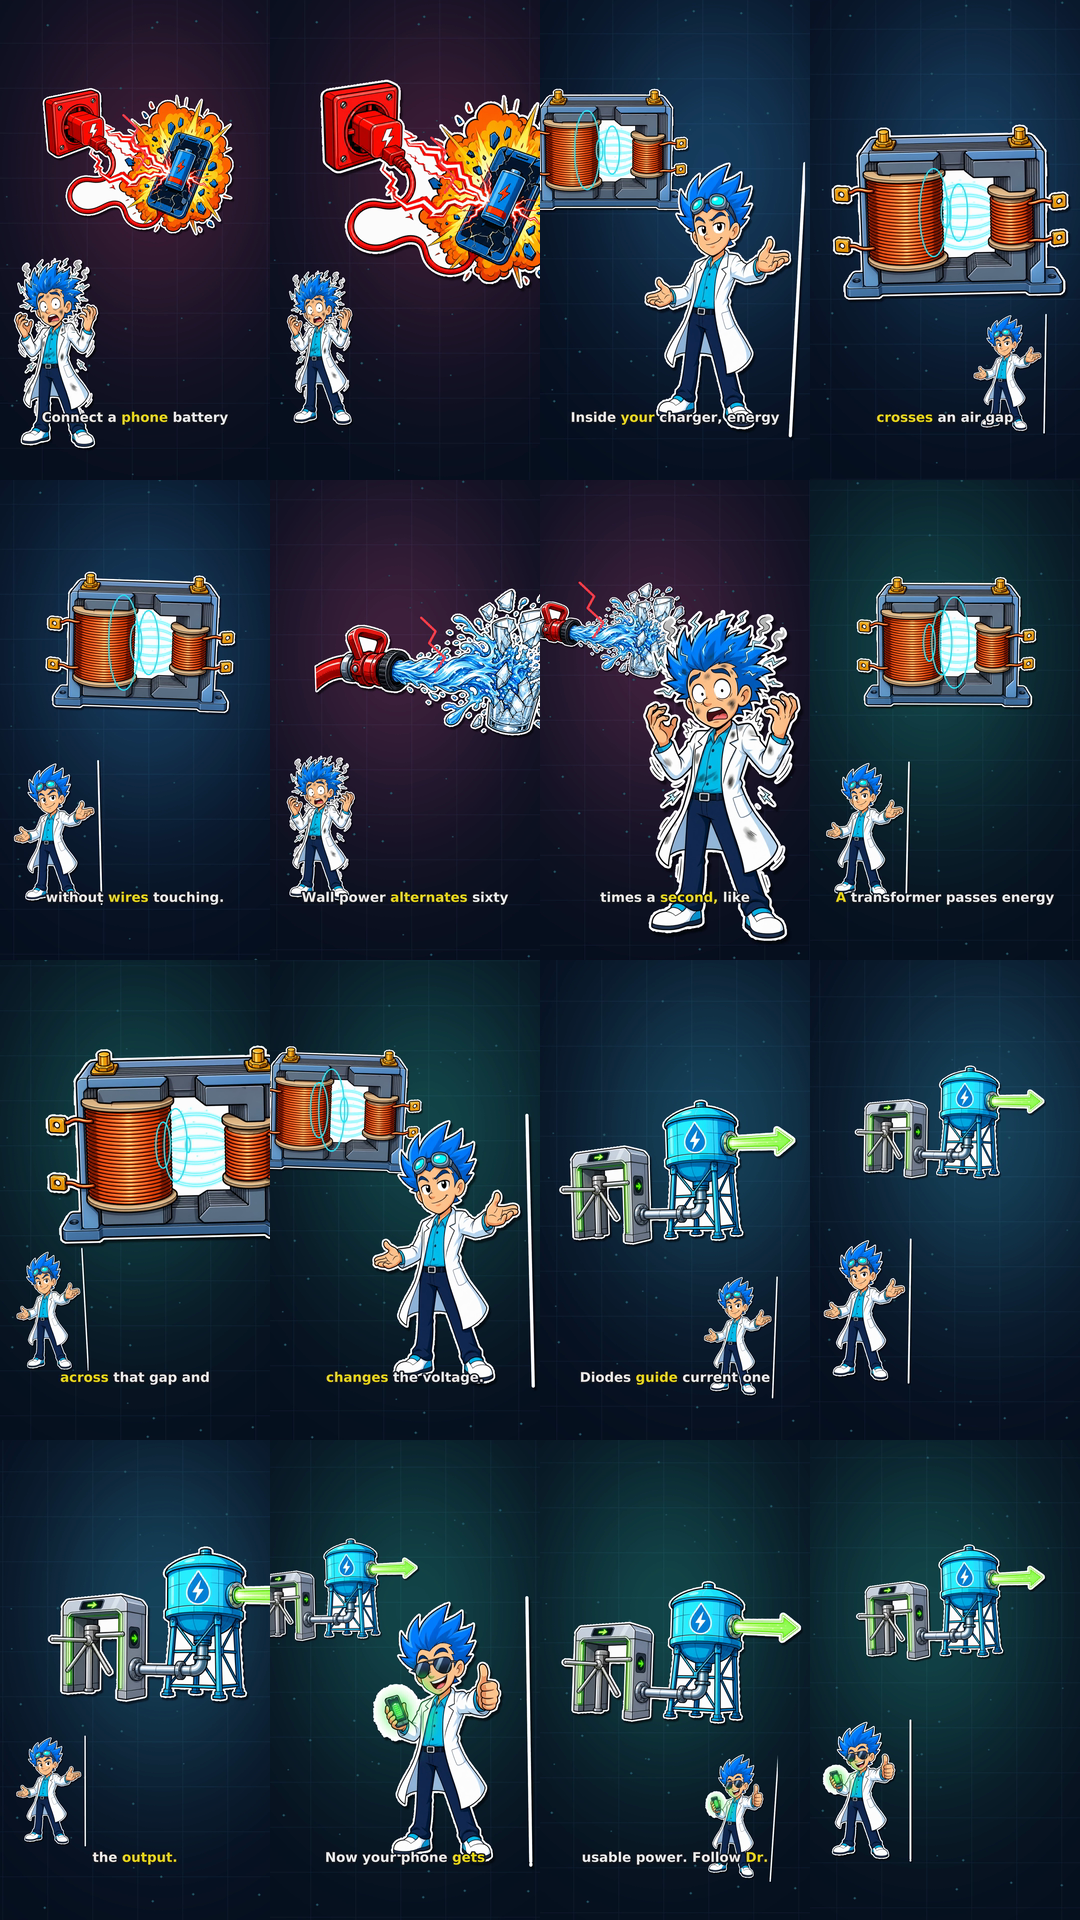 Connect a phone battery
Inside your charger, energy
crosses an air gap
without wires touching.
Wall power alternates sixty
times a second, like
A transformer passes energy
across that gap and
changes the voltage.
Diodes guide current one
the output.
Now your phone gets
usable power. Follow Dr.